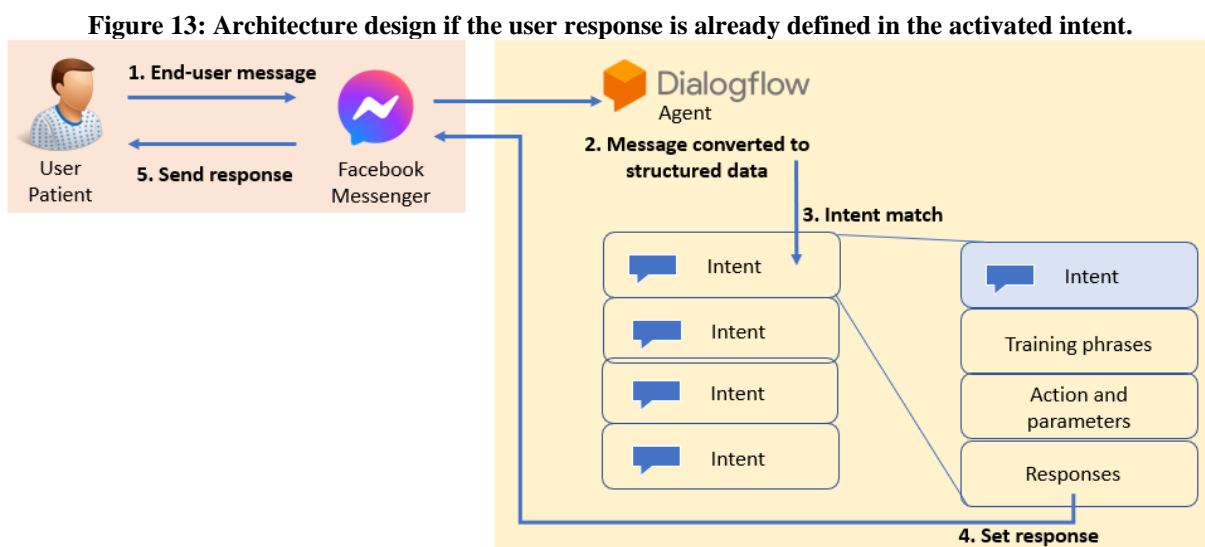 Figure 13: Architecture design if the user response is already defined in the activated intent.
1. End-user message
5. Send response
User
Patient
Facebook
Messenger
Dialogflow
Agent
2. Message converted to
structured data
3. Intent match
Intent
Intent
Intent
Intent
Intent
Training phrases
Action and
parameters
Responses
4. Set response